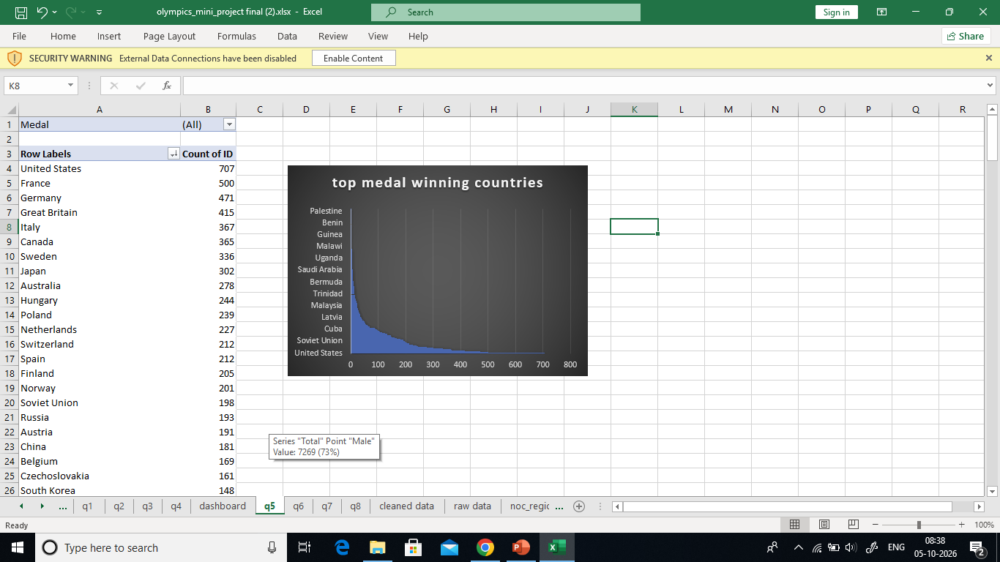 olympics_mini_project final (2).xlsx - Excel
Search
Sign in
File Home Insert Page Layout Formulas Data Review View Help
Share
SECURITY WARNING External Data Connections have been disabled
Enable Content
K8
fx
A B C D E F G H I J K L M N O P Q R
1 Medal (All)
2
3 Row Labels Count of ID
4 United States 707
5 France 500
6 Germany 471
7 Great Britain 415
8 Italy 367
9 Canada 365
10 Sweden 336
11 Japan 302
12 Australia 278
13 Hungary 244
14 Poland 239
15 Netherlands 227
16 Switzerland 212
17 Spain 212
18 Finland 205
19 Norway 201
20 Soviet Union 198
21 Russia 193
22 Austria 191
23 China 181
24 Belgium 169
25 Czechoslovakia 161
26 South Korea 148
top medal winning countries
Palestine
Benin
Guinea
Malawi
Uganda
Saudi Arabia
Bermuda
Trinidad
Malaysia
Latvia
Cuba
Soviet Union
United States
0 100 200 300 400 500 600 700 800
Series "Total" Point "Male"
Value: 7269 (73%)
... q1 q2 q3 q4 dashboard q5 q6 q7 q8 cleaned data raw data noc_regic ...
Ready
100%
Type here to search
ENG
08:38
05-10-2026
2